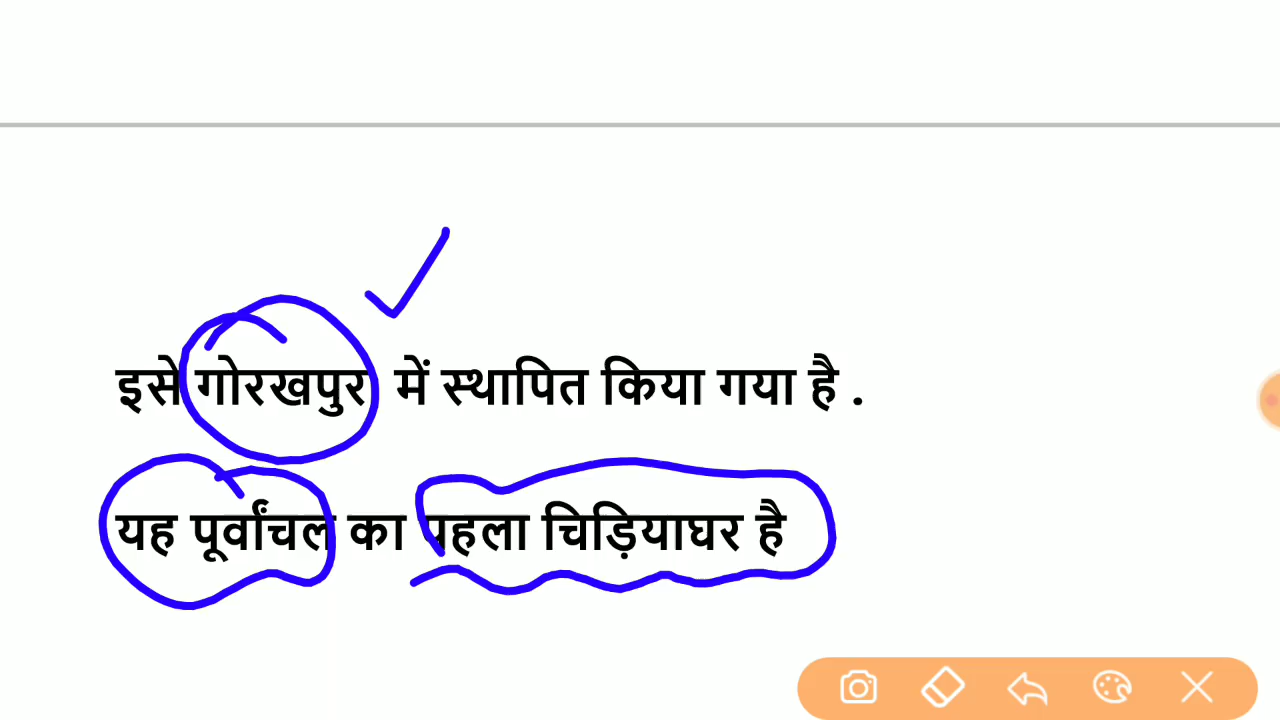 इसे गोरखपुर में स्थापित किया गया है .
यह पूर्वांचल का पहला चिड़ियाघर है